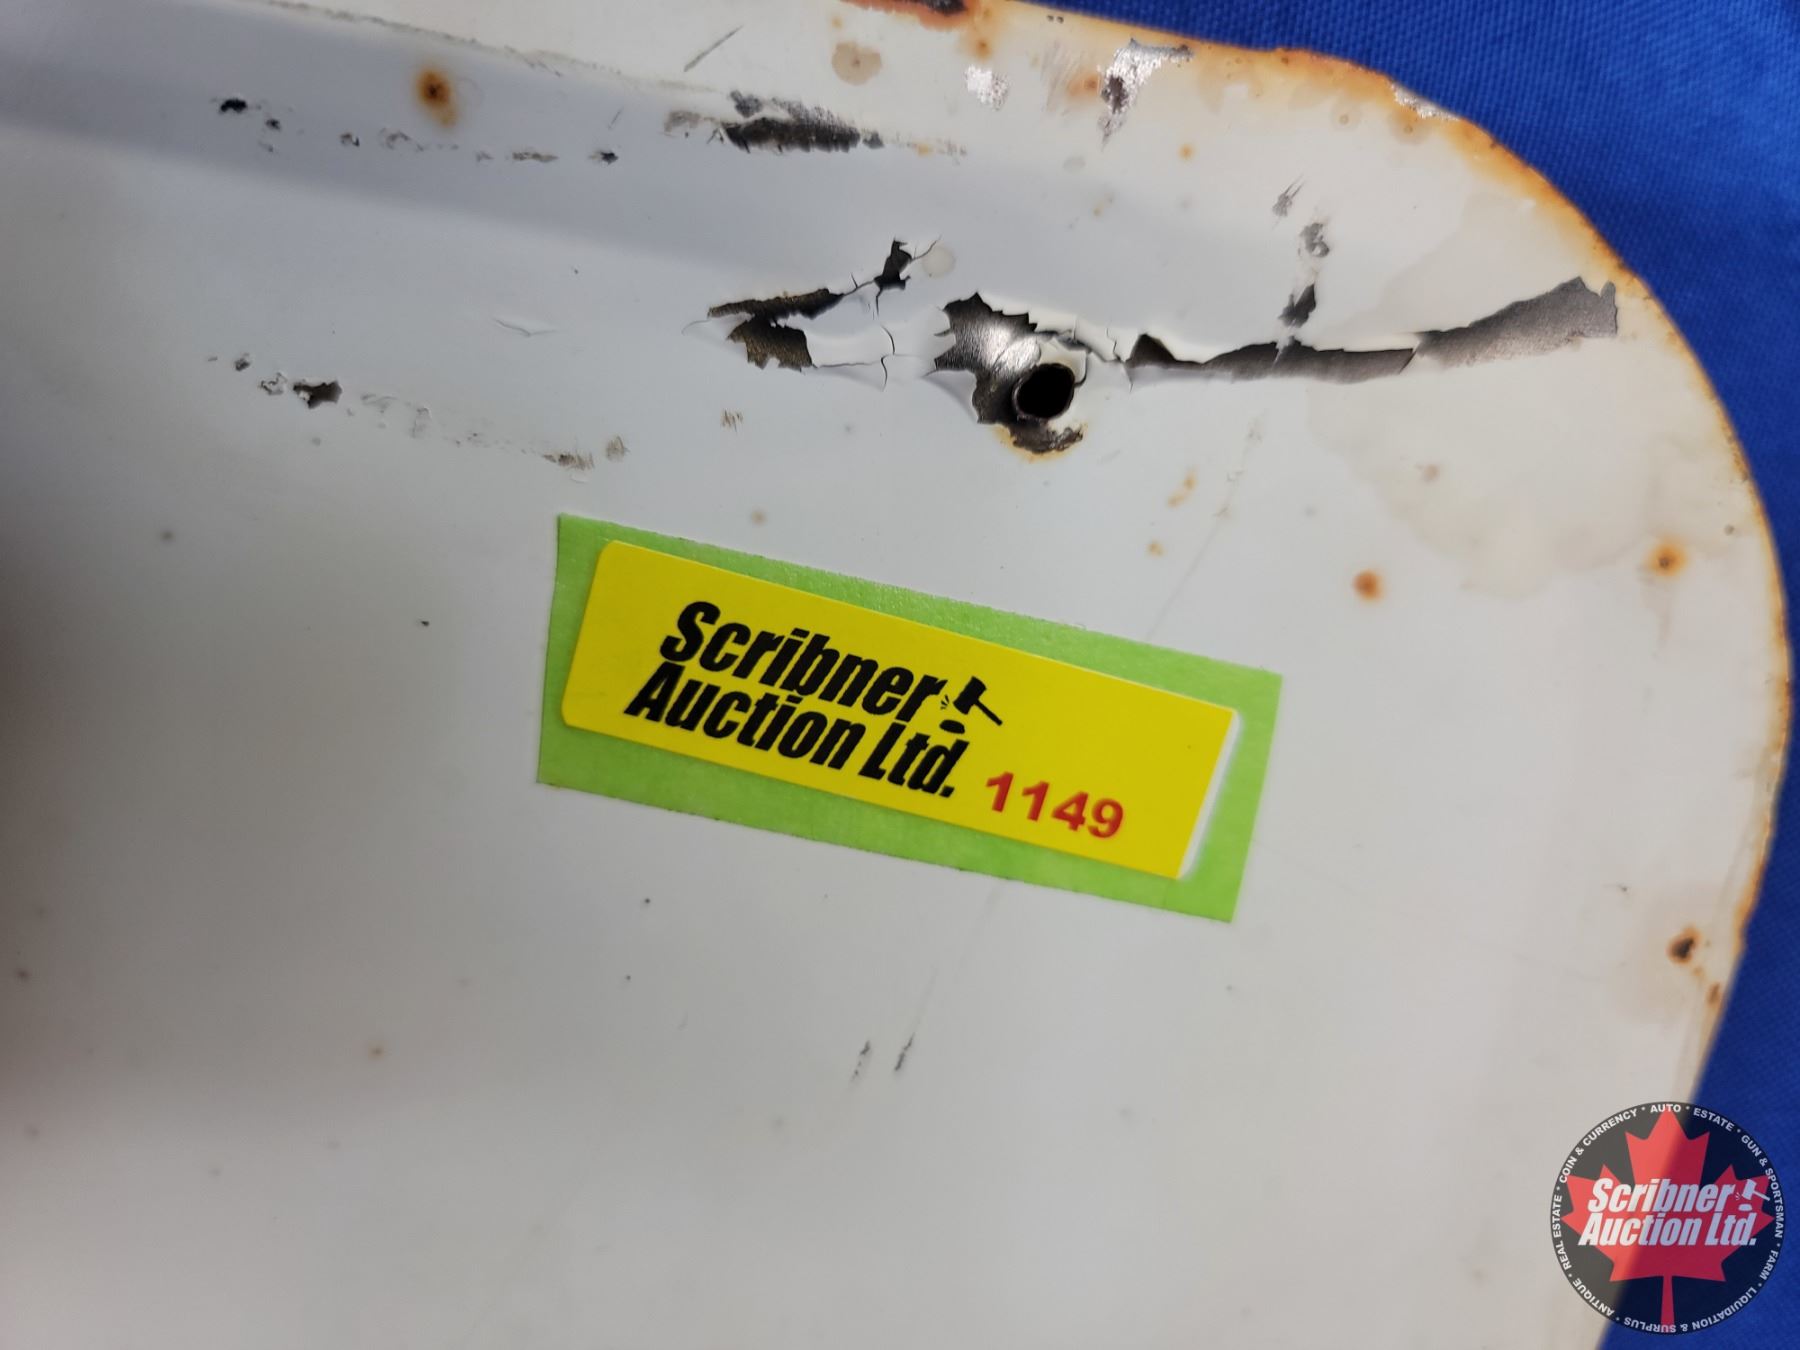 Scribner
Auction Ltd.
1149
COIN & CURRENCY * AUTO * ESTATE * GUN & SPORTSMAN * FARM * LIQUIDATION & SURPLUS * ANTIQUE * REAL ESTATE *
Scribner
Auction Ltd.